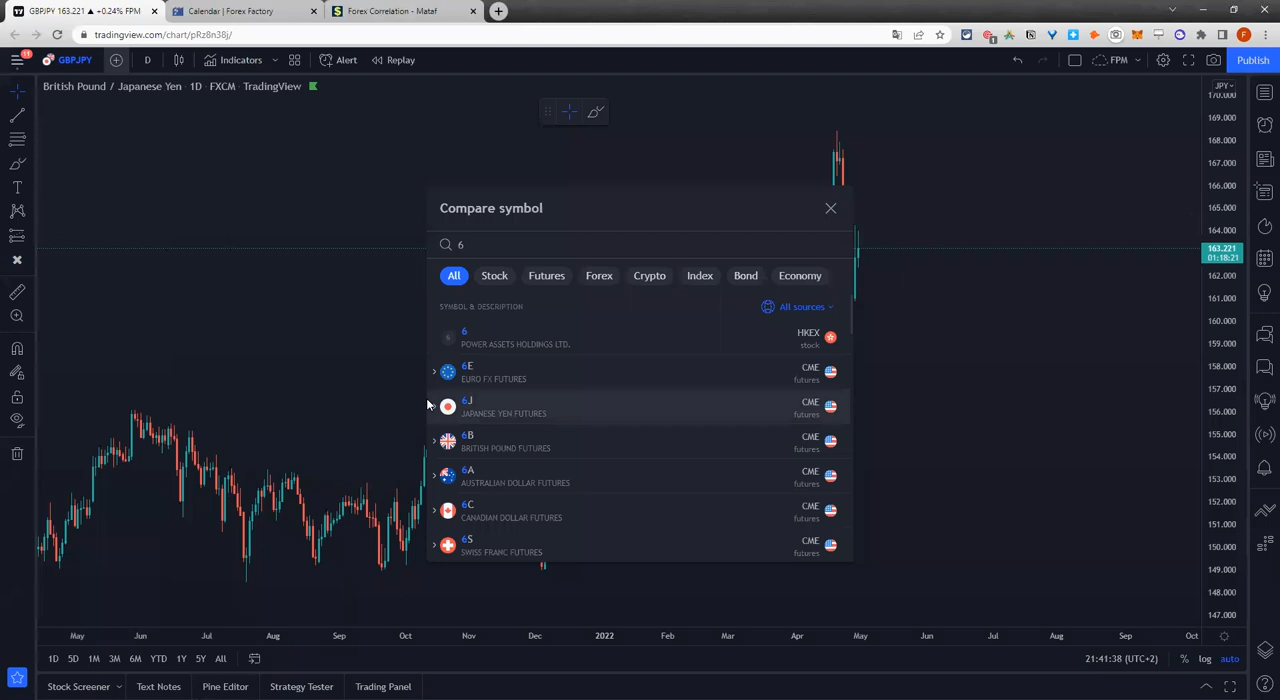 GBPJPY 163.221 ▲ +0.24% FPM
Calendar | Forex Factory
Forex Correlation - Mataf
tradingview.com/chart/pRz8n38j/
11
GBPJPY
D
Indicators
Alert
Replay
FPM
Publish
British Pound / Japanese Yen · 1D · FXCM · TradingView
JPY
170.000
169.000
168.000
167.000
166.000
165.000
164.000
163.221
01:18:21
162.000
161.000
160.000
159.000
158.000
157.000
156.000
155.000
154.000
153.000
152.000
151.000
150.000
149.000
148.000
147.000
Compare symbol
6
All
Stock
Futures
Forex
Crypto
Index
Bond
Economy
SYMBOL & DESCRIPTION
All sources
6
POWER ASSETS HOLDINGS LTD.
HKEX
stock
6E
EURO FX FUTURES
CME
futures
6J
JAPANESE YEN FUTURES
CME
futures
6B
BRITISH POUND FUTURES
CME
futures
6A
AUSTRALIAN DOLLAR FUTURES
CME
futures
6C
CANADIAN DOLLAR FUTURES
CME
futures
6S
SWISS FRANC FUTURES
CME
futures
May
Jun
Jul
Aug
Sep
Oct
Nov
Dec
2022
Feb
Mar
Apr
May
Jun
Jul
Aug
Sep
Oct
1D
5D
1M
3M
6M
YTD
1Y
5Y
All
21:41:38 (UTC+2)
%
log
auto
Stock Screener
Text Notes
Pine Editor
Strategy Tester
Trading Panel